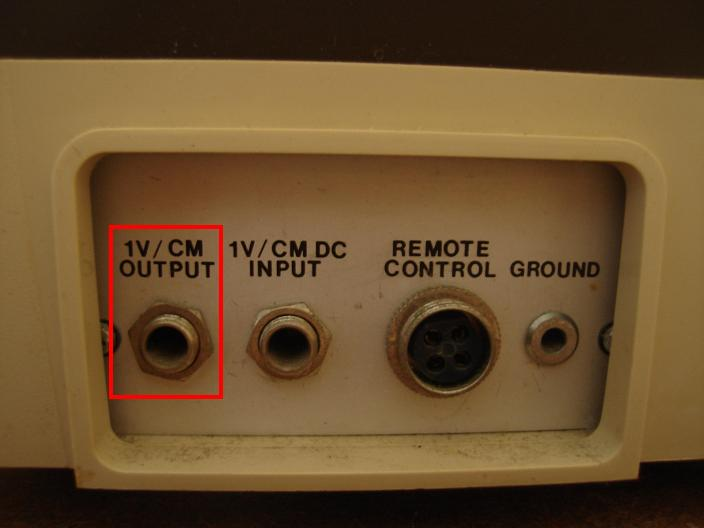 1V/CM
OUTPUT
1V/CM DC
INPUT
REMOTE
CONTROL
GROUND